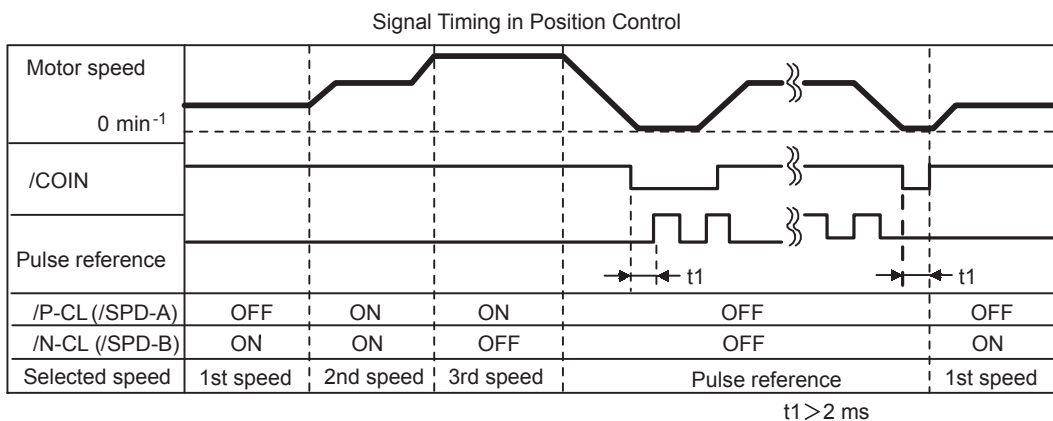 Signal Timing in Position Control
Motor speed
0 min-1
/COIN
Pulse reference
t1 t1
/P-CL (/SPD-A) OFF ON ON OFF OFF
/N-CL (/SPD-B) ON ON OFF OFF ON
Selected speed 1st speed 2nd speed 3rd speed Pulse reference 1st speed
t1＞2 ms